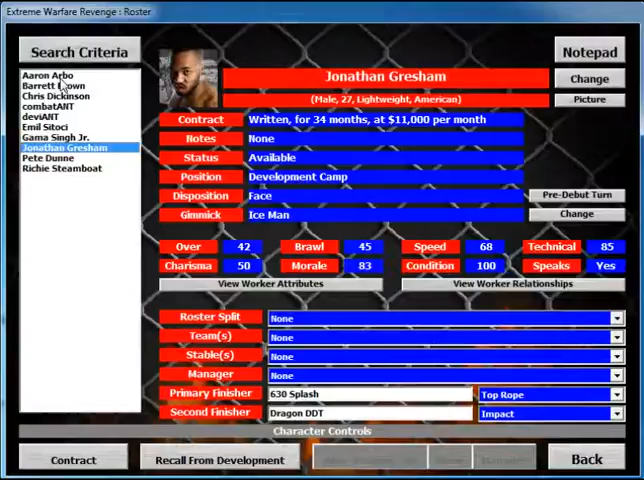 Extreme Warfare Revenge : Roster
Search Criteria
Notepad
Aaron Arbo
Barrett Brown
Chris Dickinson
combatANT
deviANT
Emil Sitoci
Gama Singh Jr.
Jonathan Gresham
Pete Dunne
Richie Steamboat
Jonathan Gresham
Change
(Male, 27, Lightweight, American)
Picture
Contract Written, for 34 months, at $11,000 per month
Notes None
Status Available
Position Development Camp
Disposition Face Pre-Debut Turn
Gimmick Ice Man Change
Over 42 Brawl 45 Speed 68 Technical 85
Charisma 50 Morale 83 Condition 100 Speaks Yes
View Worker Attributes View Worker Relationships
Roster Split None
Team(s) None
Stable(s) None
Manager None
Primary Finisher 630 Splash Top Rope
Second Finisher Dragon DDT Impact
Character Controls
Contract Recall From Development Back